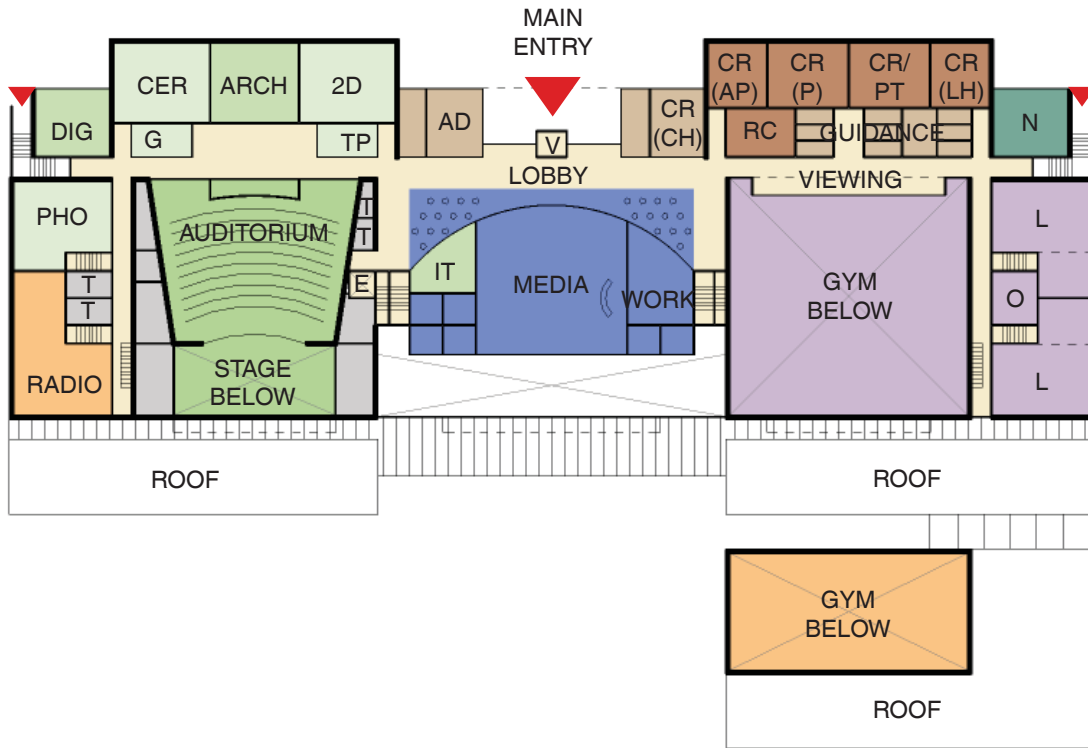 MAIN
ENTRY
CER
ARCH
2D
CR
(AP)
CR
(P)
CR/
PT
CR
(LH)
DIG
G
TP
AD
V
CR
(CH)
RC
GUIDANCE
N
LOBBY
VIEWING
PHO
AUDITORIUM
T
T
IT
MEDIA
WORK
E
T
T
GYM
BELOW
L
O
L
RADIO
STAGE
BELOW
ROOF
ROOF
GYM
BELOW
ROOF